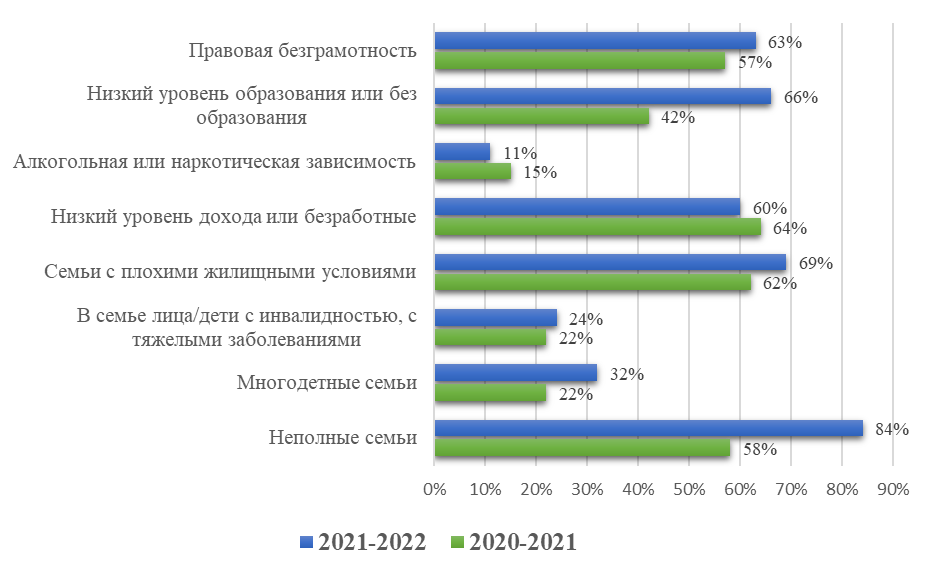 Правовая безграмотность
63%
57%
Низкий уровень образования или без
образования
66%
42%
Алкогольная или наркотическая зависимость
11%
15%
Низкий уровень дохода или безработные
60%
64%
Семьи с плохими жилищными условиями
69%
62%
В семье лица/дети с инвалидностью, с
тяжелыми заболеваниями
24%
22%
Многодетные семьи
32%
22%
Неполные семьи
84%
58%
0% 10% 20% 30% 40% 50% 60% 70% 80% 90%
2021-2022 2020-2021